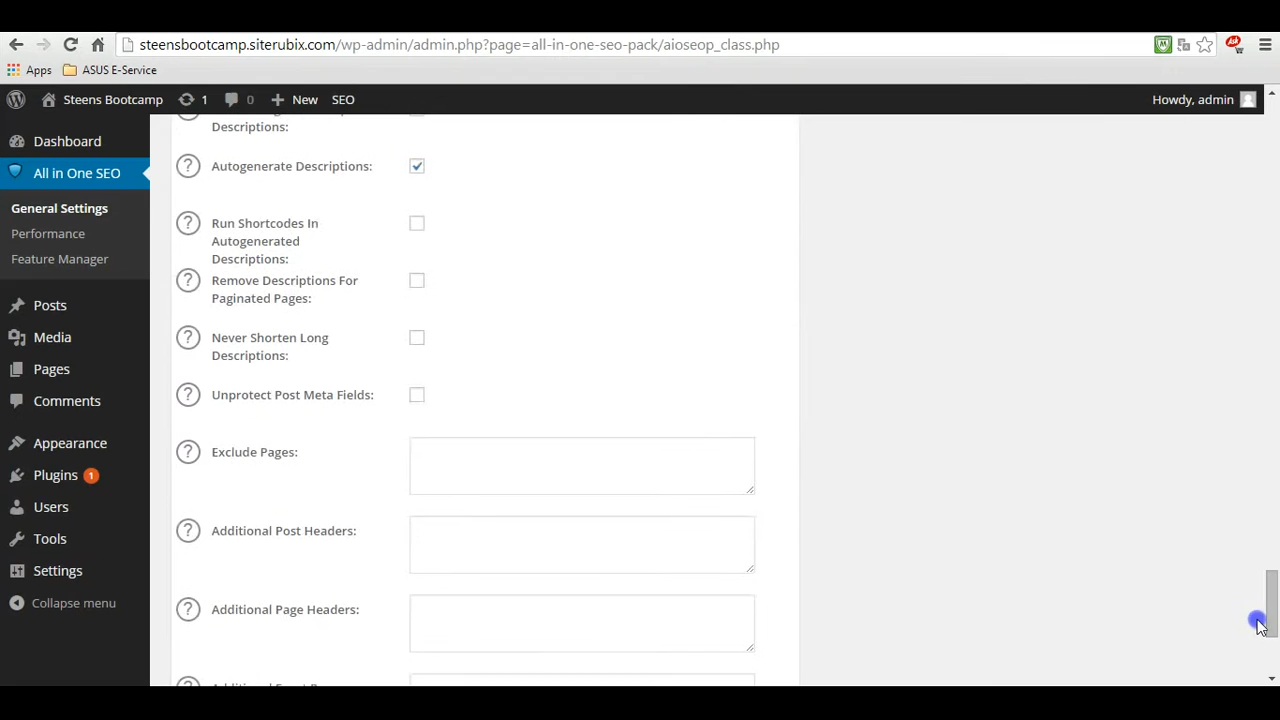 steensbootcamp.siterubix.com/wp-admin/admin.php?page=all-in-one-seo-pack/aioseop_class.php
Apps ASUS E-Service
Steens Bootcamp 1 0 New SEO Howdy, admin
Dashboard
All in One SEO
General Settings
Performance
Feature Manager
Posts
Media
Pages
Comments
Appearance
Plugins 1
Users
Tools
Settings
Collapse menu
Descriptions:
? Autogenerate Descriptions:
? Run Shortcodes In
Autogenerated
Descriptions:
? Remove Descriptions For
Paginated Pages:
? Never Shorten Long
Descriptions:
? Unprotect Post Meta Fields:
? Exclude Pages:
? Additional Post Headers:
? Additional Page Headers: